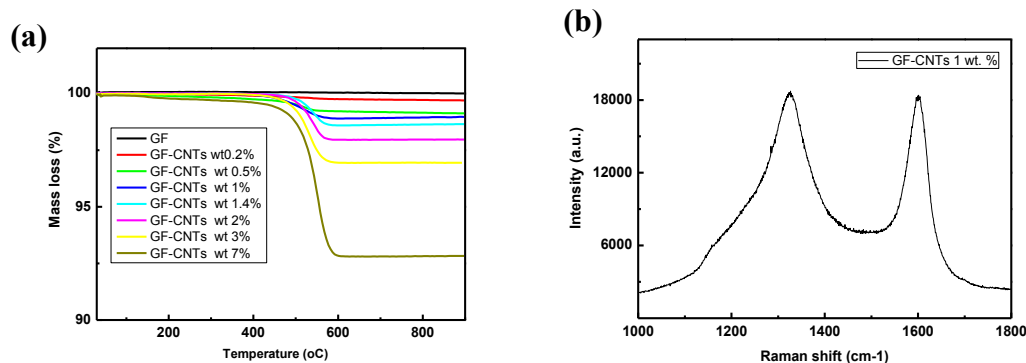 (a)
100
95
90
Mass loss (%)
GF
GF-CNTs wt0.2%
GF-CNTs wt 0.5%
GF-CNTs wt 1%
GF-CNTs wt 1.4%
GF-CNTs wt 2%
GF-CNTs wt 3%
GF-CNTs wt 7%
200 400 600 800
Temperature (oC)
(b)
18000
12000
6000
Intensity (a.u.)
GF-CNTs 1 wt. %
1000 1200 1400 1600 1800
Raman shift (cm-1)